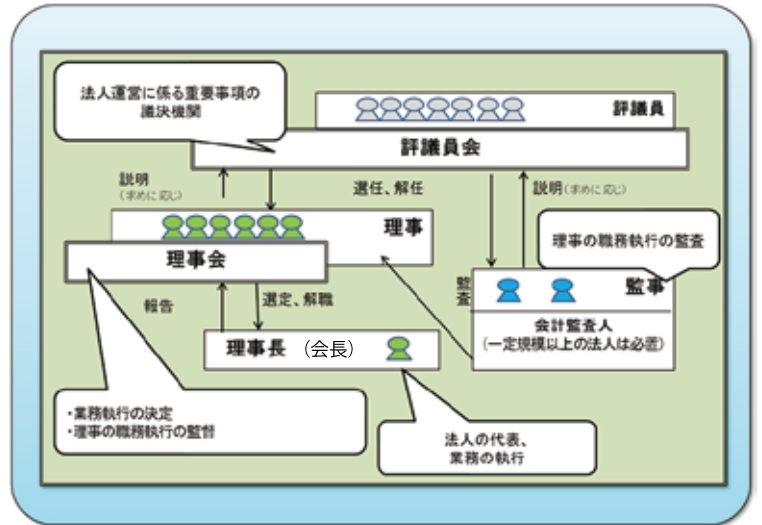 法人運営に係る重要事項の
議決機関
評議員
評議員会
説明
(求めに応じ)
選任、解任
説明(求めに応じ)
理事
理事会
理事の職務執行の監査
監査
監事
報告
選定、解職
会計監査人
(一定規模以上の法人は必置)
理事長（会長）
・業務執行の決定
・理事の職務執行の監督
法人の代表、
業務の執行